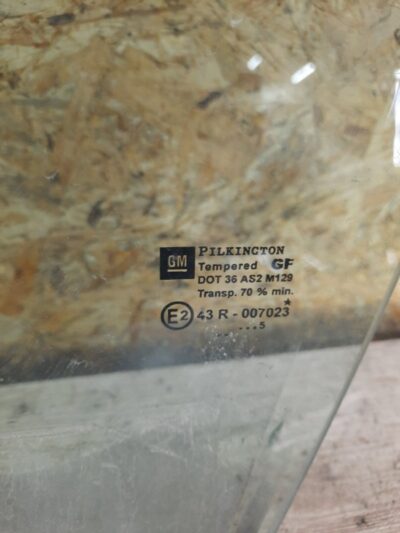 GM PILKINGTON
Tempered GF
DOT 36 AS2 M129
Transp. 70 % min.
E2 43 R - 007023
......5